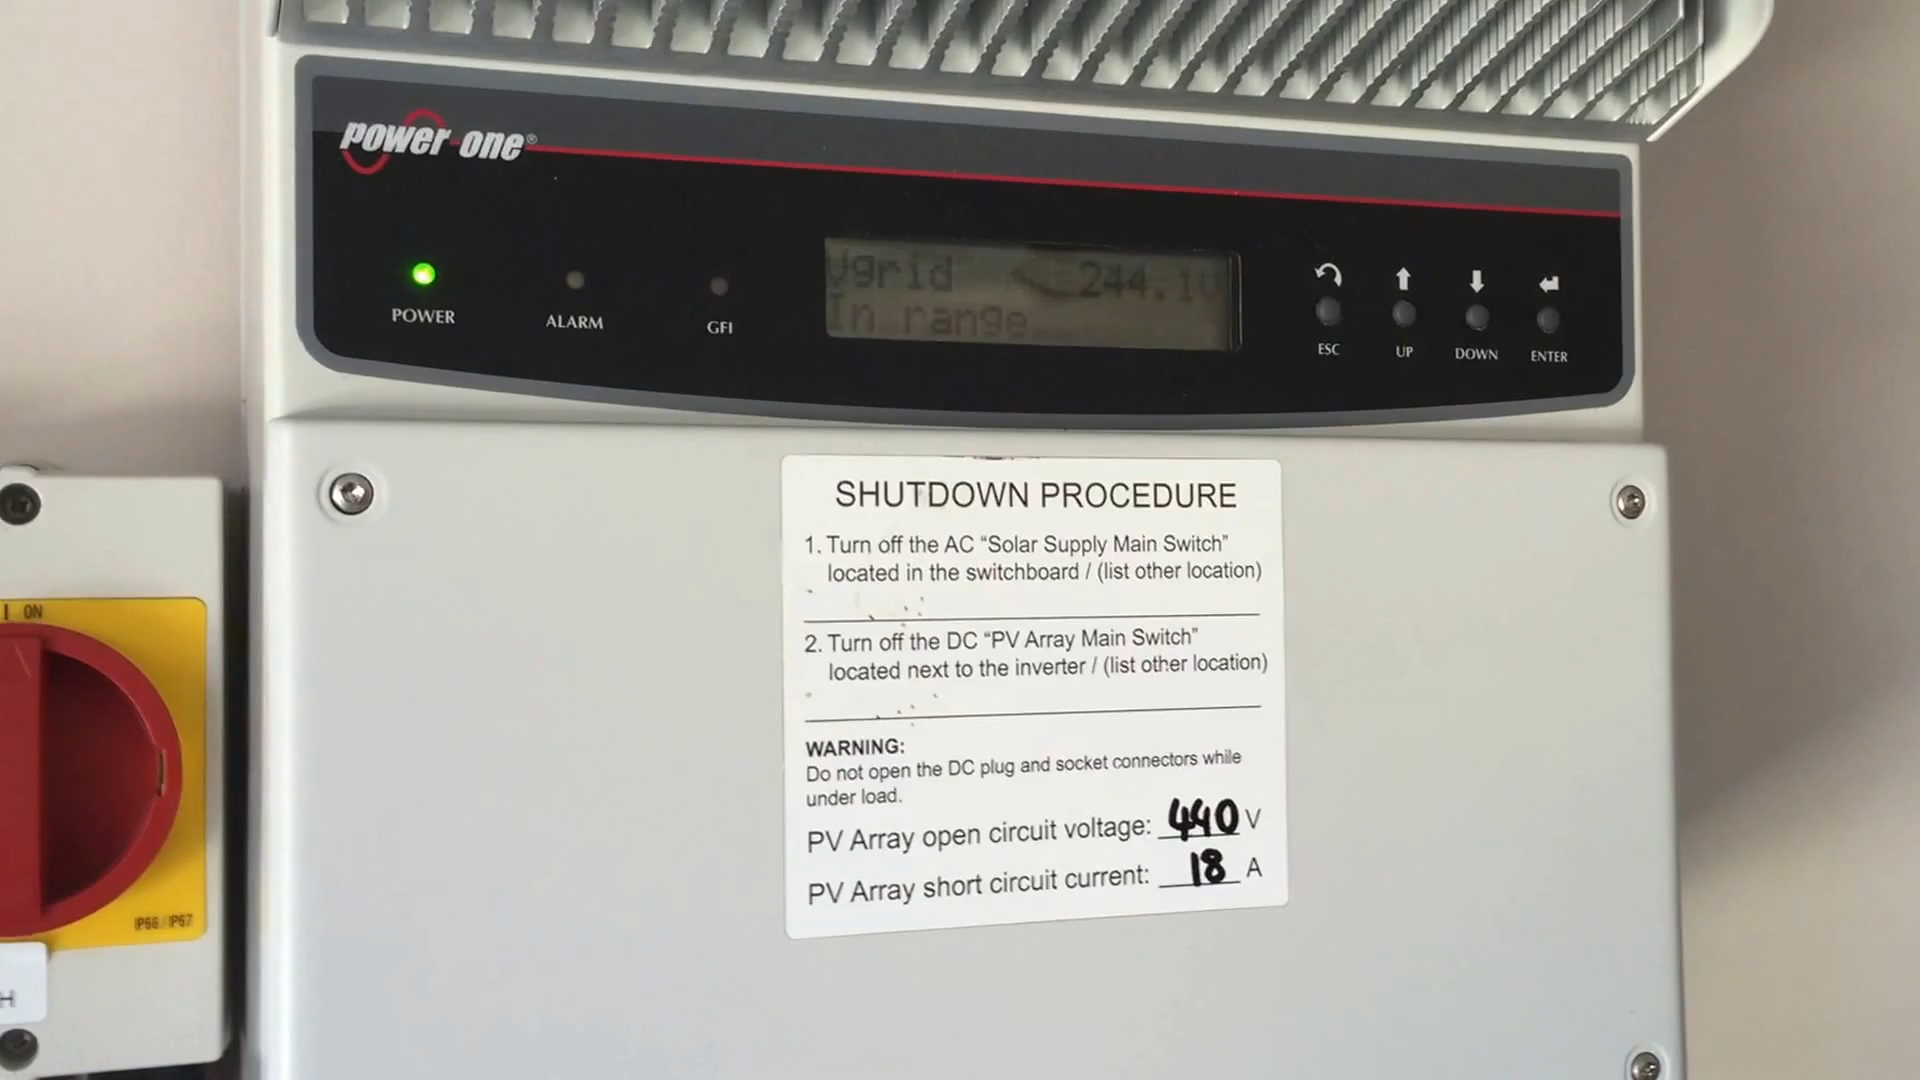 power-one®
POWER
ALARM
GFI
Vgrid 244.1V
In range
ESC
UP
DOWN
ENTER
I ON
IP66/IP67
H
SHUTDOWN PROCEDURE
1. Turn off the AC “Solar Supply Main Switch”
located in the switchboard / (list other location)
2. Turn off the DC “PV Array Main Switch”
located next to the inverter / (list other location)
WARNING:
Do not open the DC plug and socket connectors while
under load.
PV Array open circuit voltage: 440 V
PV Array short circuit current: 18 A